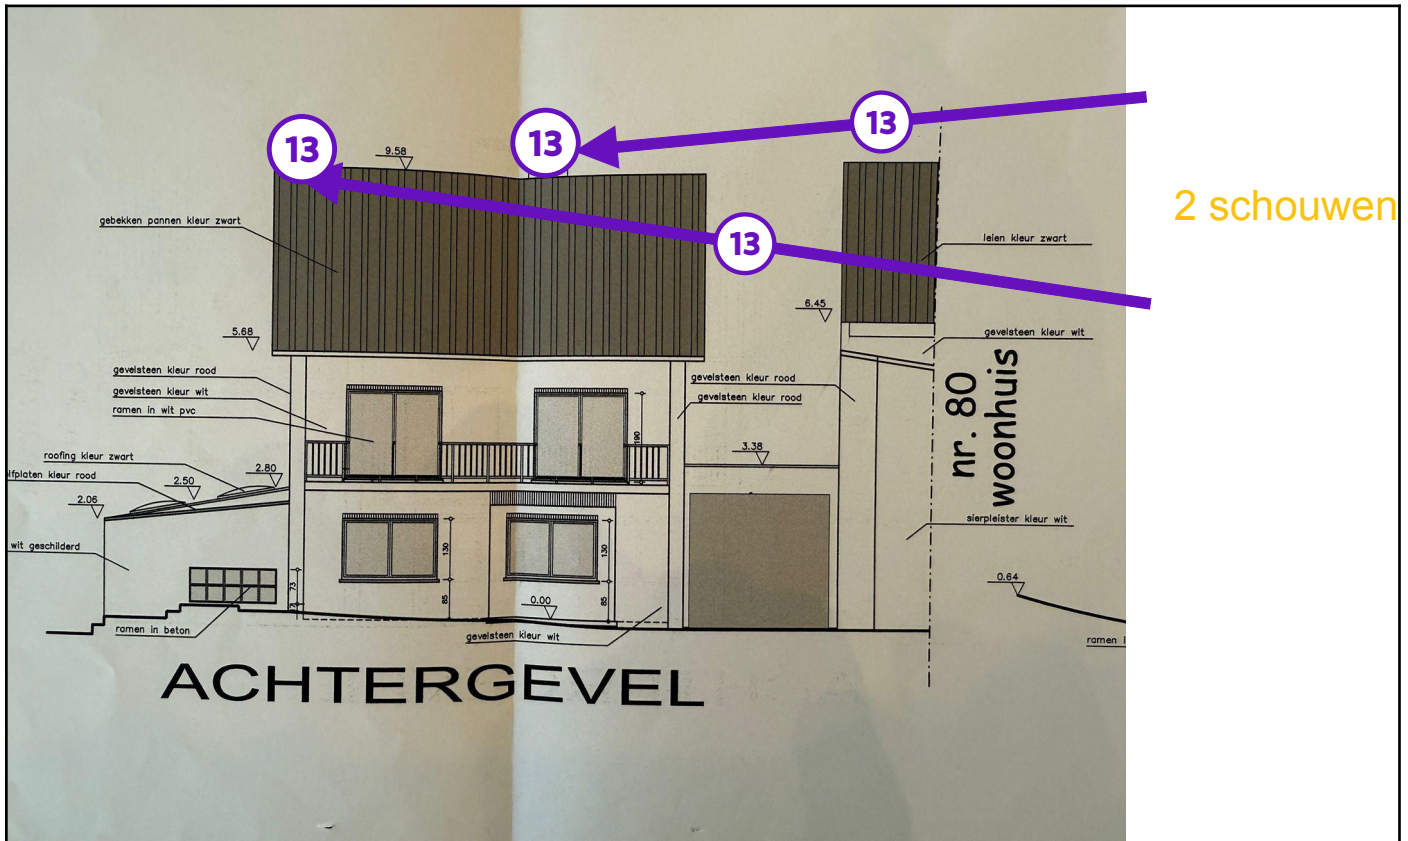 13
13
13
9.58
2 schouwen
gebekken pannen kleur zwart
13
leien kleur zwart
6.45
5.68
gevelsteen kleur wit
gevelsteen kleur rood
gevelsteen kleur wit
ramen in wit pvc
gevelsteen kleur rood
gevelsteen kleur rood
nr. 80
woonhuis
190
3.38
roofing kleur zwart
lfplaten kleur rood
2.80
2.50
2.06
wit geschilderd
130
130
sierpleister kleur wit
73
85
0.00
85
0.64
ramen in beton
gevelsteen kleur wit
ramen i
ACHTERGEVEL